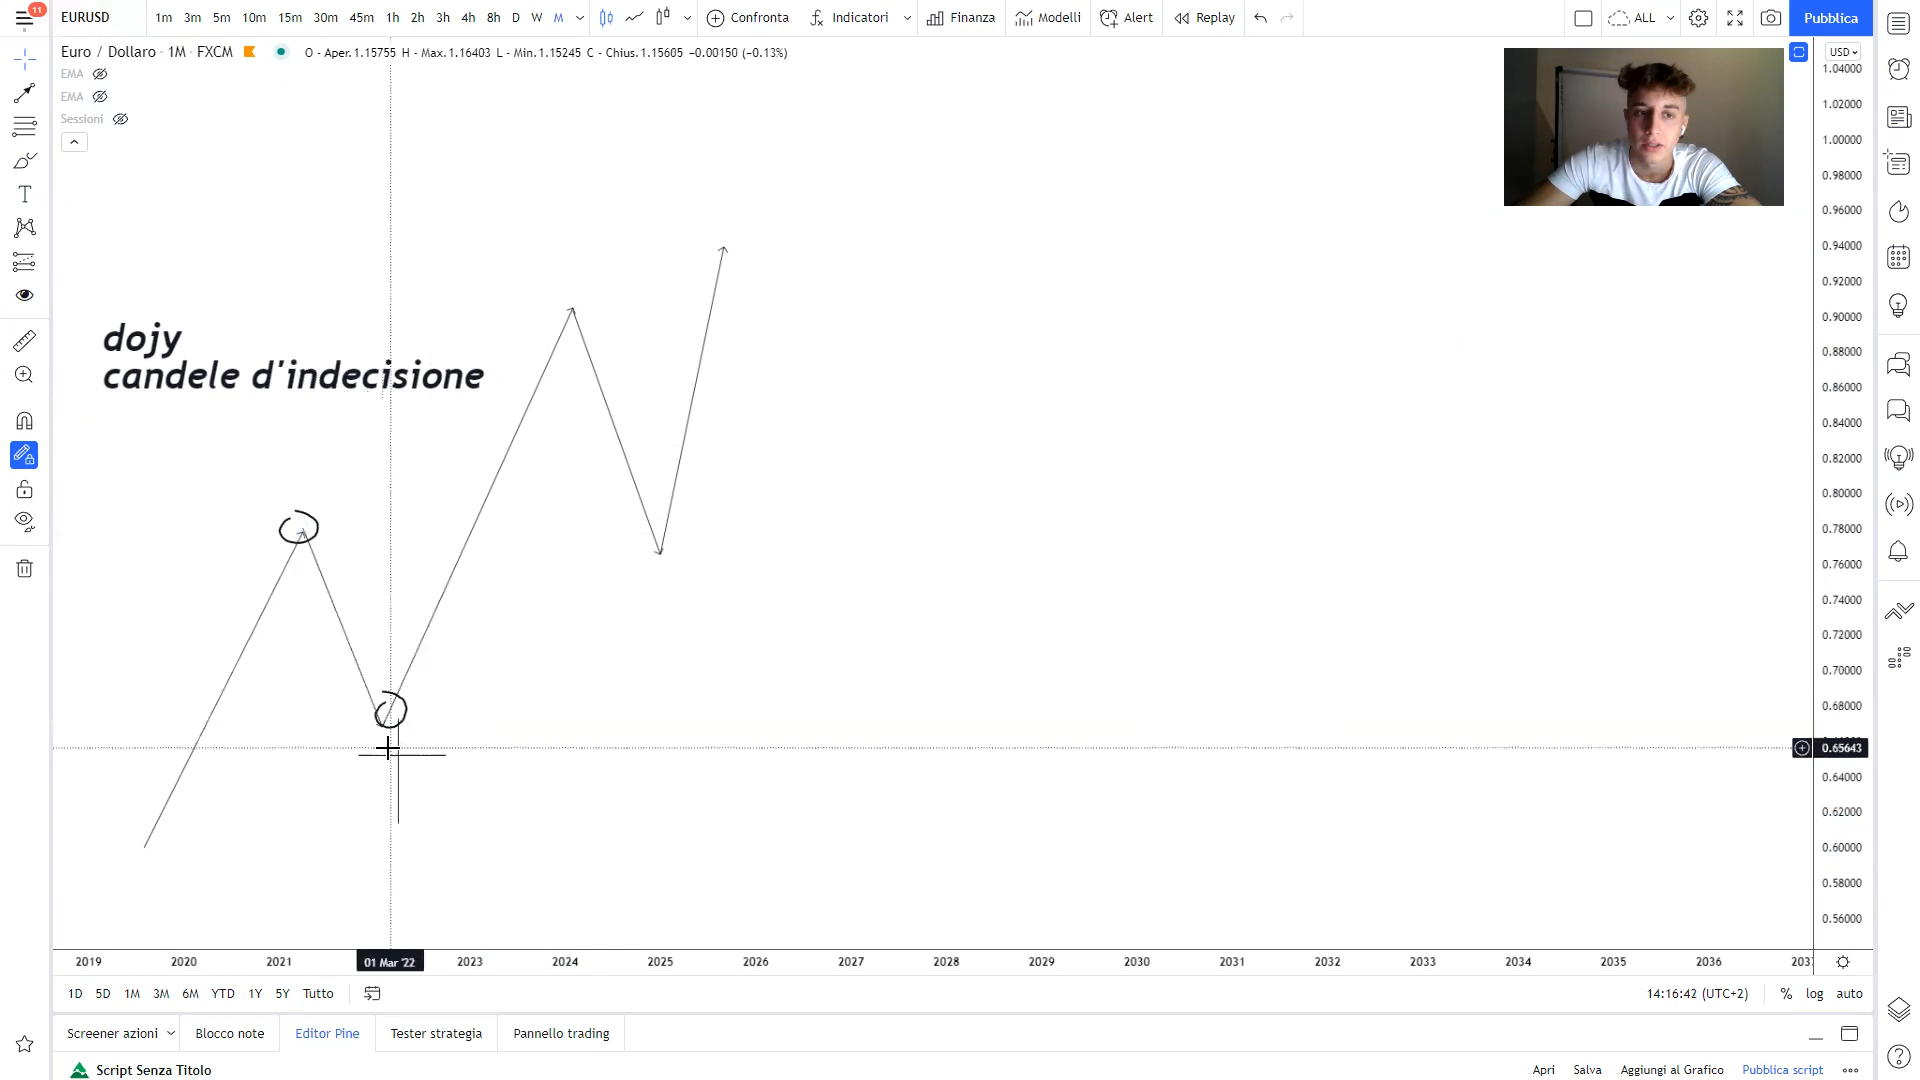 11
EURUSD
1m 3m 5m 10m 15m 30m 45m 1h 2h 3h 4h 8h D W M
Confronta
Indicatori
Finanza
Modelli
Alert
Replay
ALL
Pubblica
Euro / Dollaro · 1M · FXCM
O - Aper.1.15755 H - Max.1.16403 L - Min.1.15245 C - Chius.1.15605 −0.00150 (−0.13%)
USD
EMA
EMA
Sessioni
dojy
candele d'indecisione
1.04000
1.02000
1.00000
0.98000
0.96000
0.94000
0.92000
0.90000
0.88000
0.86000
0.84000
0.82000
0.80000
0.78000
0.76000
0.74000
0.72000
0.70000
0.68000
0.65643
0.64000
0.62000
0.60000
0.58000
0.56000
2019 2020 2021 01 Mar '22 2023 2024 2025 2026 2027 2028 2029 2030 2031 2032 2033 2034 2035 2036
1D 5D 1M 3M 6M YTD 1Y 5Y Tutto
14:16:42 (UTC+2)
% log auto
Screener azioni
Blocco note
Editor Pine
Tester strategia
Pannello trading
Script Senza Titolo
Apri
Salva
Aggiungi al Grafico
Pubblica script